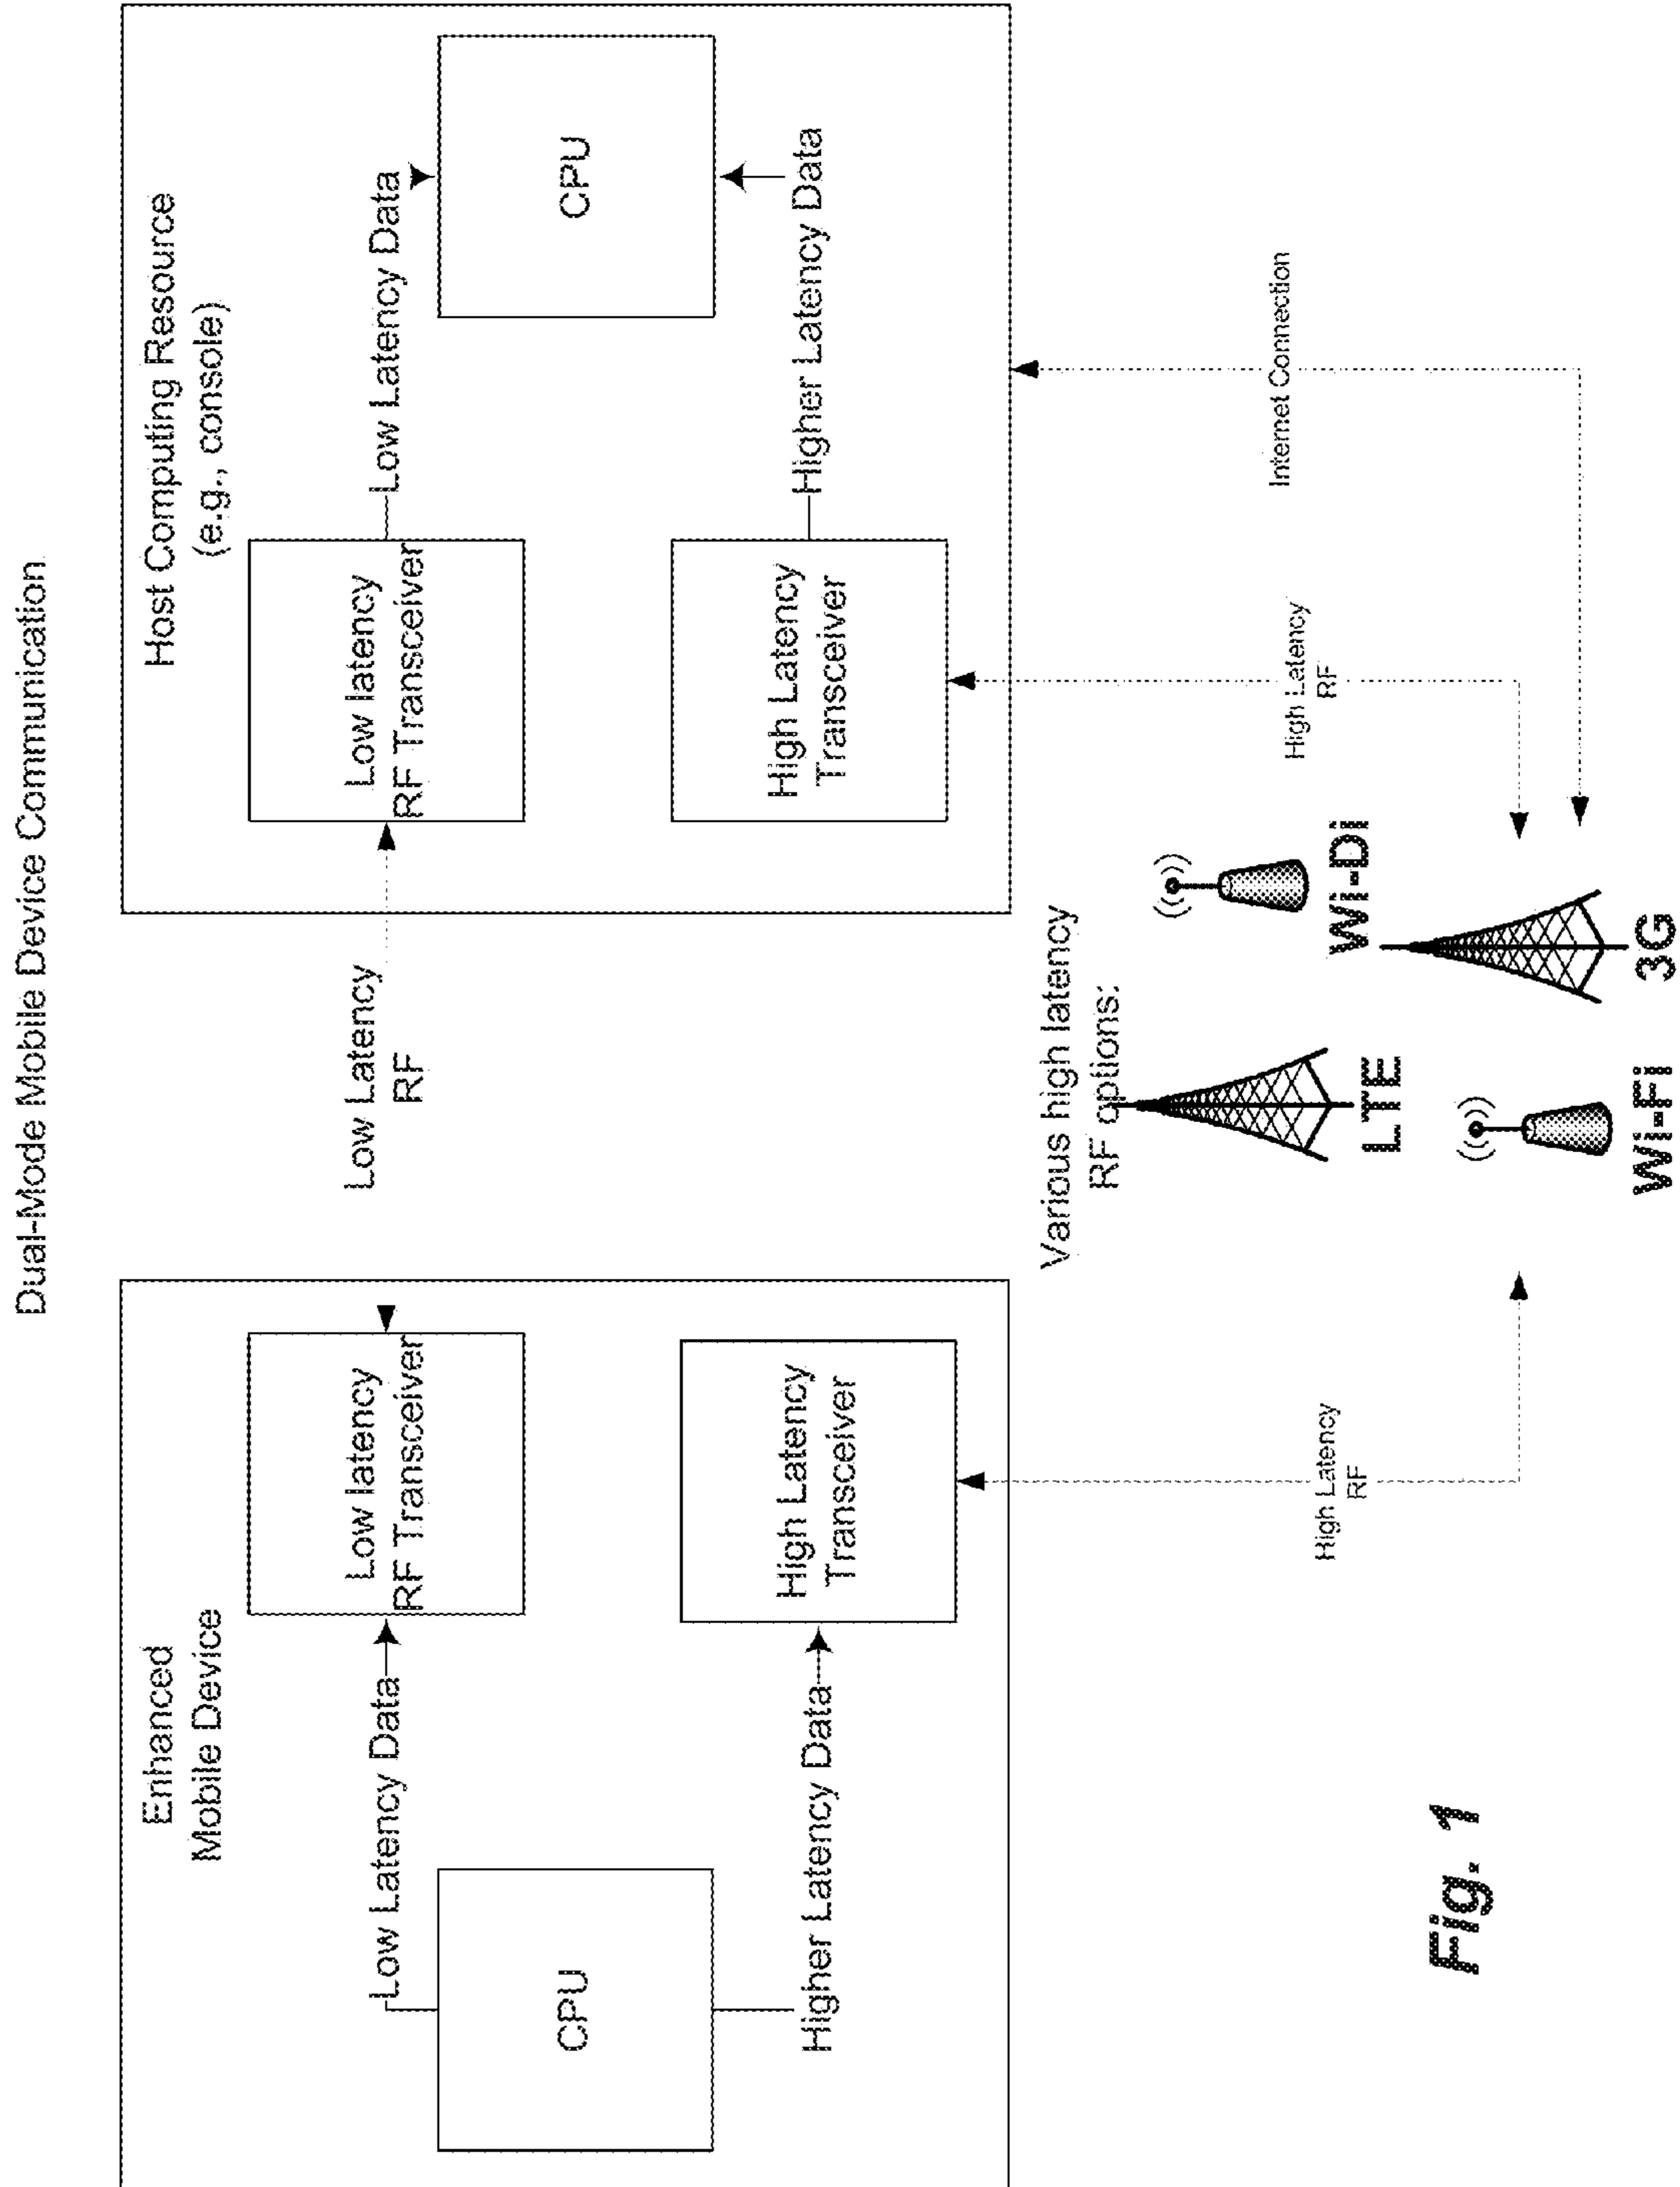 Dual-Mode Mobile Device Communication
Enhanced
Mobile Device
CPU
Low Latency Data
Higher Latency Data
Low latency
RF Transceiver
High Latency
Transceiver
Low Latency
RF
Host Computing Resource
(e.g., console)
Low latency
RF Transceiver
High Latency
Transceiver
Low Latency Data
Higher Latency Data
CPU
High Latency
RF
Various high latency
RF options:
LTE
Wi-Di
Wi-Fi
3G
High Latency
RF
Internet Connection
Fig. 1